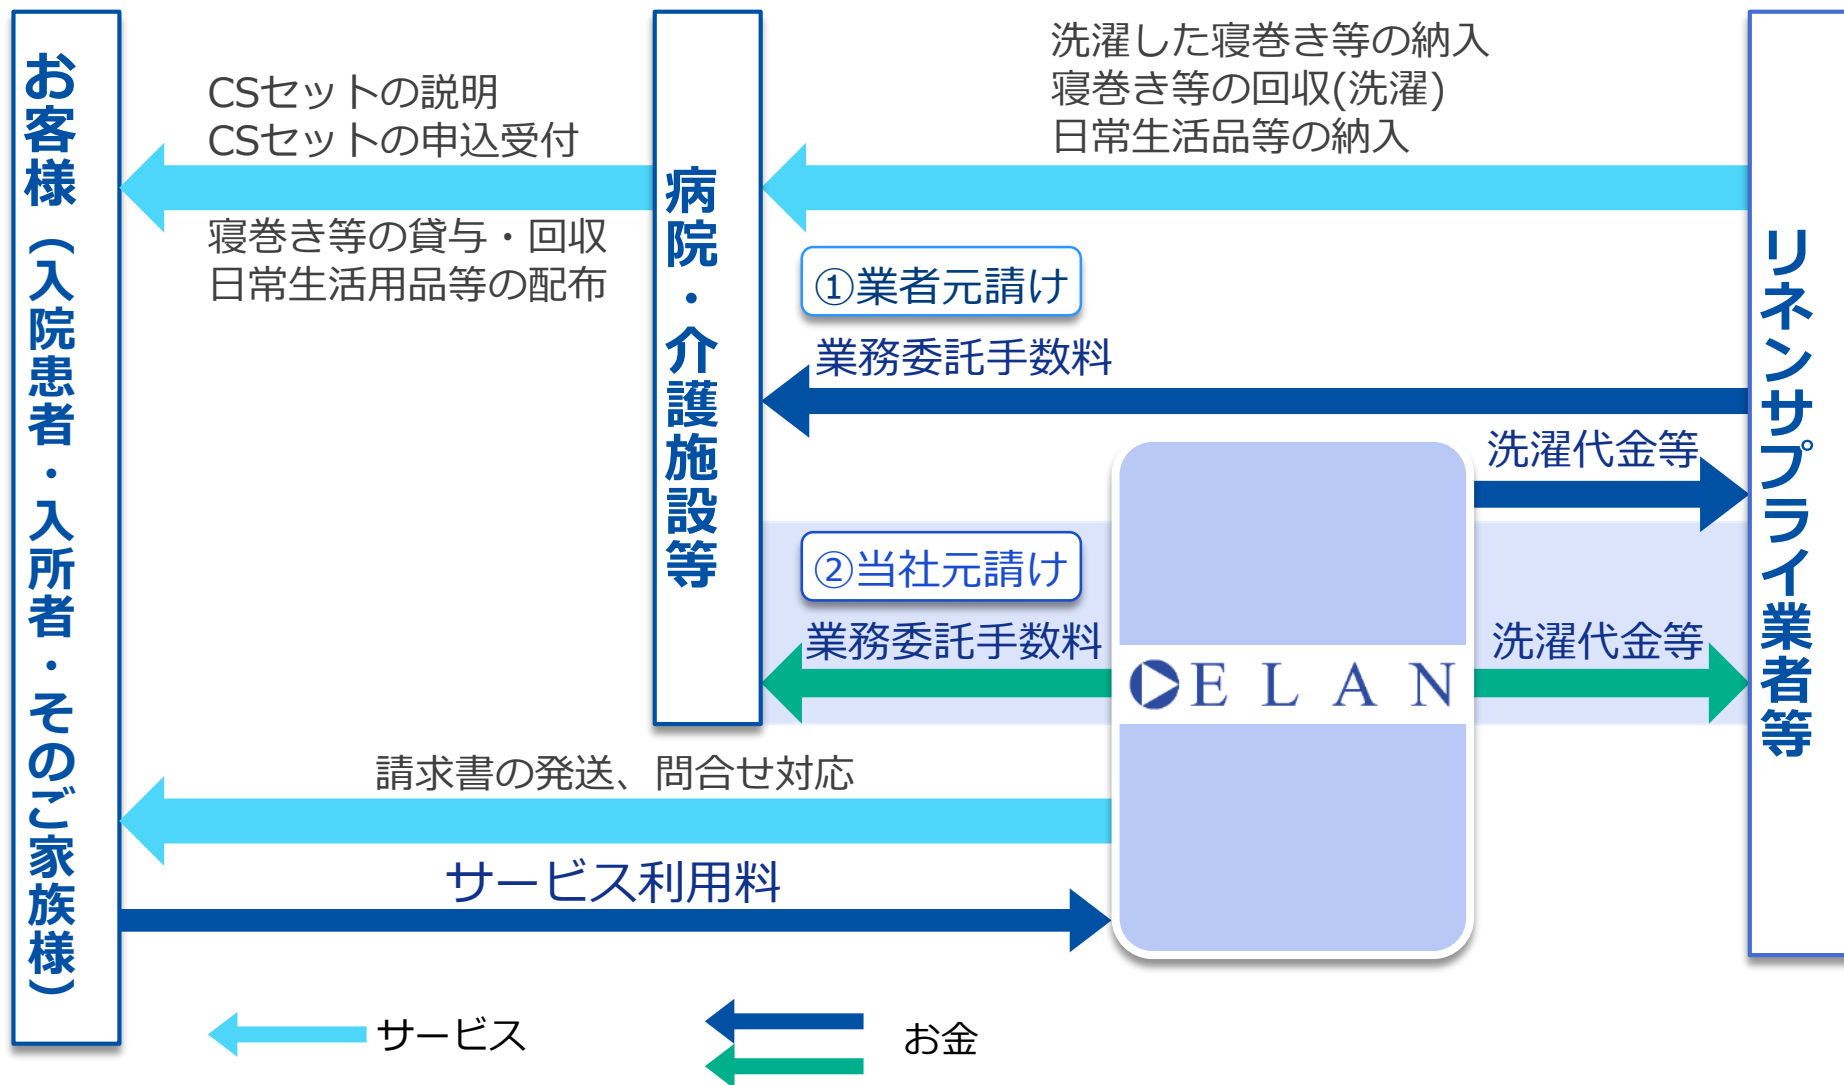 お客様（入院患者・入所者・そのご家族様）
CSセットの説明
CSセットの申込受付
寝巻き等の貸与・回収
日常生活用品等の配布
病院・介護施設等
洗濯した寝巻き等の納入
寝巻き等の回収(洗濯)
日常生活品等の納入
①業者元請け
業務委託手数料
洗濯代金等
②当社元請け
業務委託手数料
洗濯代金等
ELAN
リネンサプライ業者等
請求書の発送、問合せ対応
サービス利用料
サービス
お金